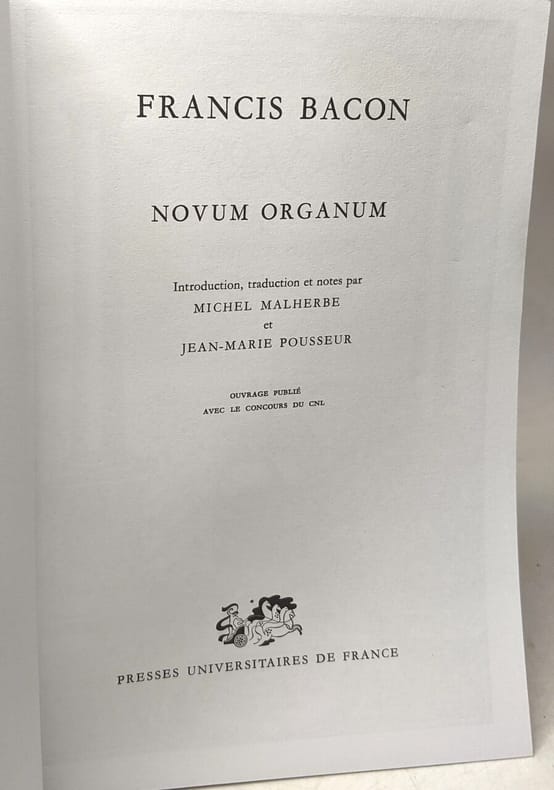 FRANCIS BACON
NOVUM ORGANUM
Introduction, traduction et notes par
MICHEL MALHERBE
et
JEAN-MARIE POUSSEUR
OUVRAGE PUBLIÉ
AVEC LE CONCOURS DU CNL
PRESSES UNIVERSITAIRES DE FRANCE